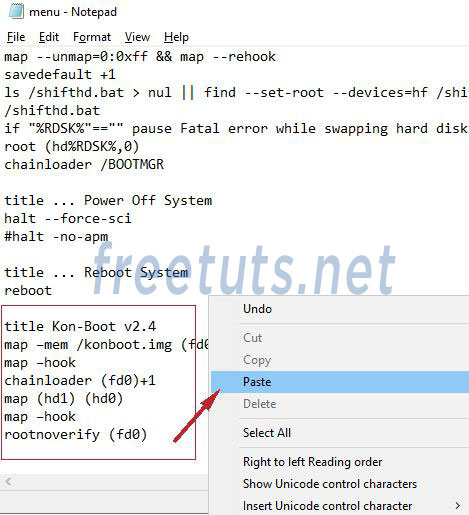 menu - Notepad
File Edit Format View Help
map --unmap=0:0xff && map --rehook
savedefault +1
ls /shifthd.bat > nul || find --set-root --devices=hf /shi
/shifthd.bat
if "%RDSK%"=="" pause Fatal error while swapping hard disk
root (hd%RDSK%,0)
chainloader /BOOTMGR
title ... Power Off System
halt --force-sci
#halt -no-apm
title ... Reboot System
reboot
freetuts.net
title Kon-Boot v2.4
map –mem /konboot.img (fd0
map –hook
chainloader (fd0)+1
map (hd1) (hd0)
map –hook
rootnoverify (fd0)
Undo
Cut
Copy
Paste
Delete
Select All
Right to left Reading order
Show Unicode control characters
Insert Unicode control character